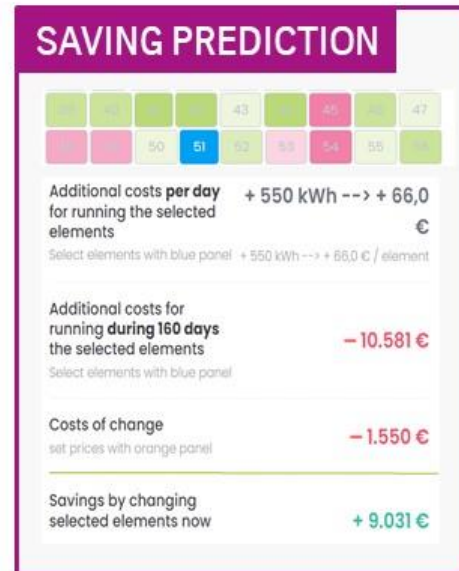 SAVING PREDICTION
43 45 47
50 51 52 53 54 55
Additional costs per day + 550 kWh --> + 66,0
for running the selected €
elements
Select elements with blue panel + 550 kWh --> + 66,0 € / element
Additional costs for
running during 160 days
the selected elements
– 10.581 €
Select elements with blue panel
Costs of change
– 1.550 €
set prices with orange panel
Savings by changing
selected elements now
+ 9.031 €